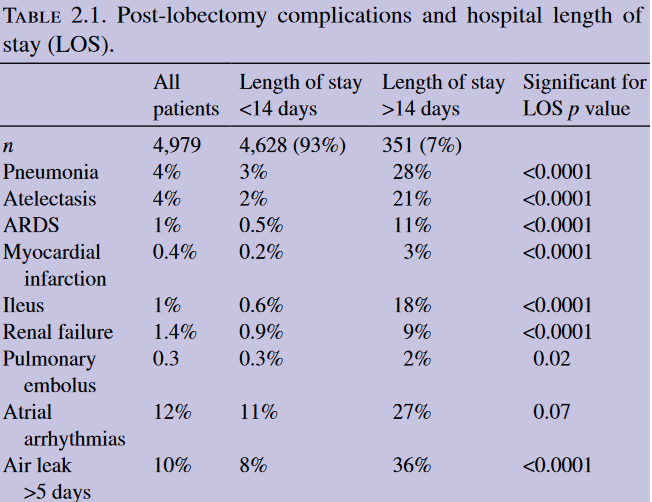 TABLE 2.1. Post-lobectomy complications and hospital length of
stay (LOS).
All patients | Length of stay <14 days | Length of stay >14 days | Significant for LOS p value
n 4,979 4,628 (93%) 351 (7%)
Pneumonia 4% 3% 28% <0.0001
Atelectasis 4% 2% 21% <0.0001
ARDS 1% 0.5% 11% <0.0001
Myocardial 0.4% 0.2% 3% <0.0001
infarction
Ileus 1% 0.6% 18% <0.0001
Renal failure 1.4% 0.9% 9% <0.0001
Pulmonary 0.3 0.3% 2% 0.02
embolus
Atrial 12% 11% 27% 0.07
arrhythmias
Air leak 10% 8% 36% <0.0001
>5 days